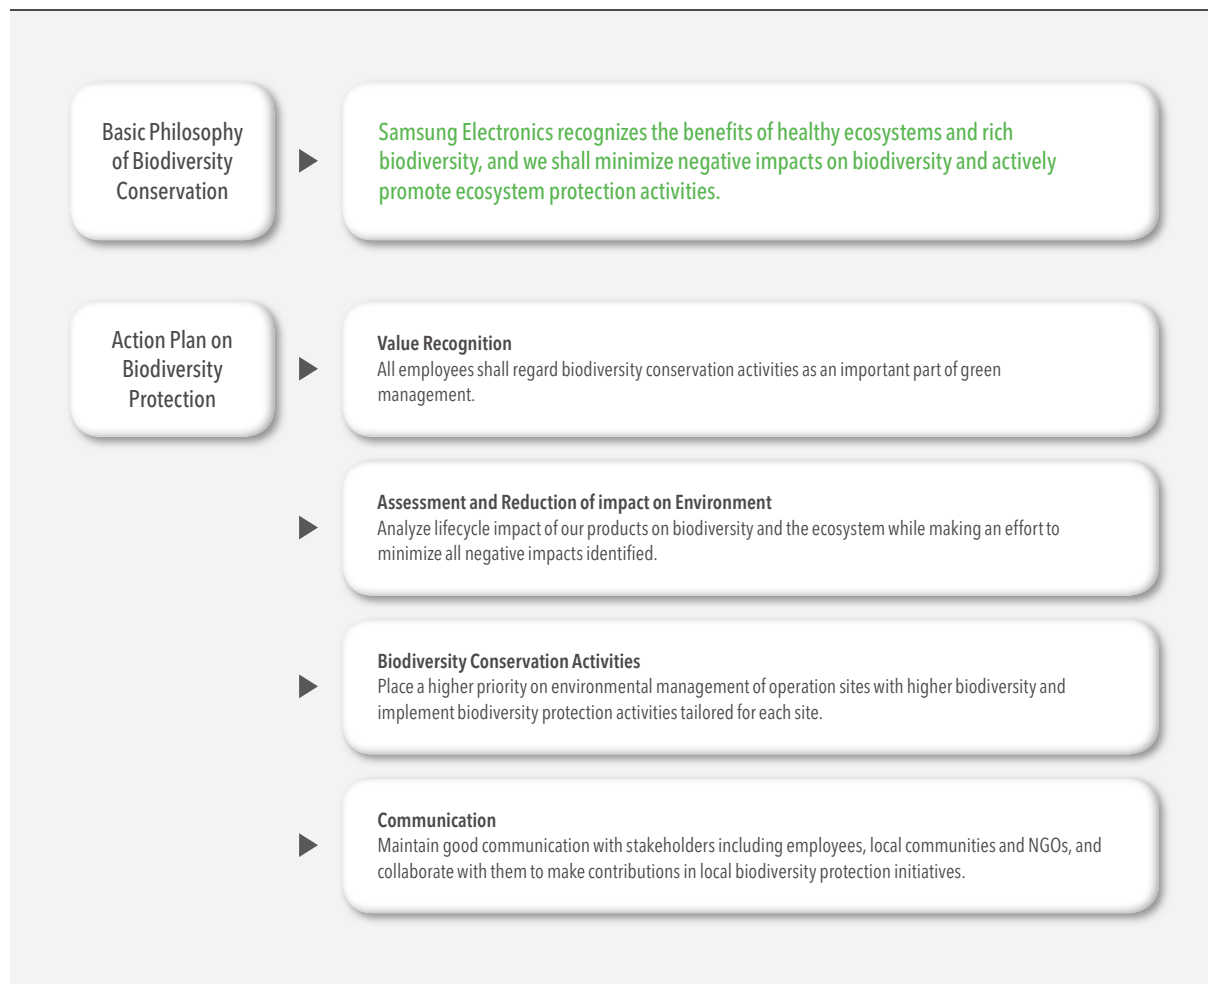 Basic Philosophy
of Biodiversity
Conservation
Samsung Electronics recognizes the benefits of healthy ecosystems and rich
biodiversity, and we shall minimize negative impacts on biodiversity and actively
promote ecosystem protection activities.
Action Plan on
Biodiversity
Protection
Value Recognition
All employees shall regard biodiversity conservation activities as an important part of green
management.
Assessment and Reduction of impact on Environment
Analyze lifecycle impact of our products on biodiversity and the ecosystem while making an effort to
minimize all negative impacts identified.
Biodiversity Conservation Activities
Place a higher priority on environmental management of operation sites with higher biodiversity and
implement biodiversity protection activities tailored for each site.
Communication
Maintain good communication with stakeholders including employees, local communities and NGOs, and
collaborate with them to make contributions in local biodiversity protection initiatives.